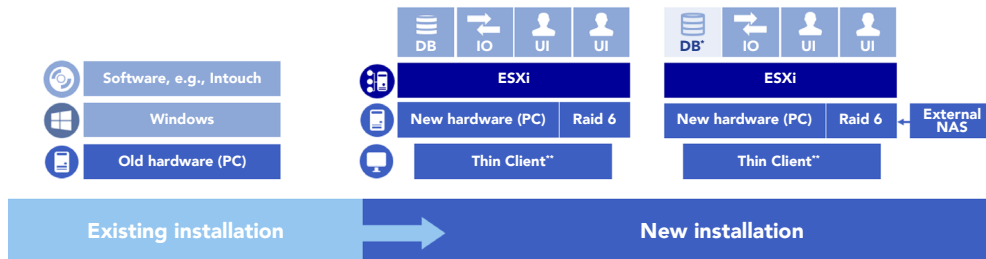 DB IO UI UI
DB* IO UI UI
Software, e.g., Intouch
ESXi
ESXi
Windows
New hardware (PC) Raid 6
New hardware (PC) Raid 6
External
NAS
Old hardware (PC)
Thin Client**
Thin Client**
Existing installation
New installation